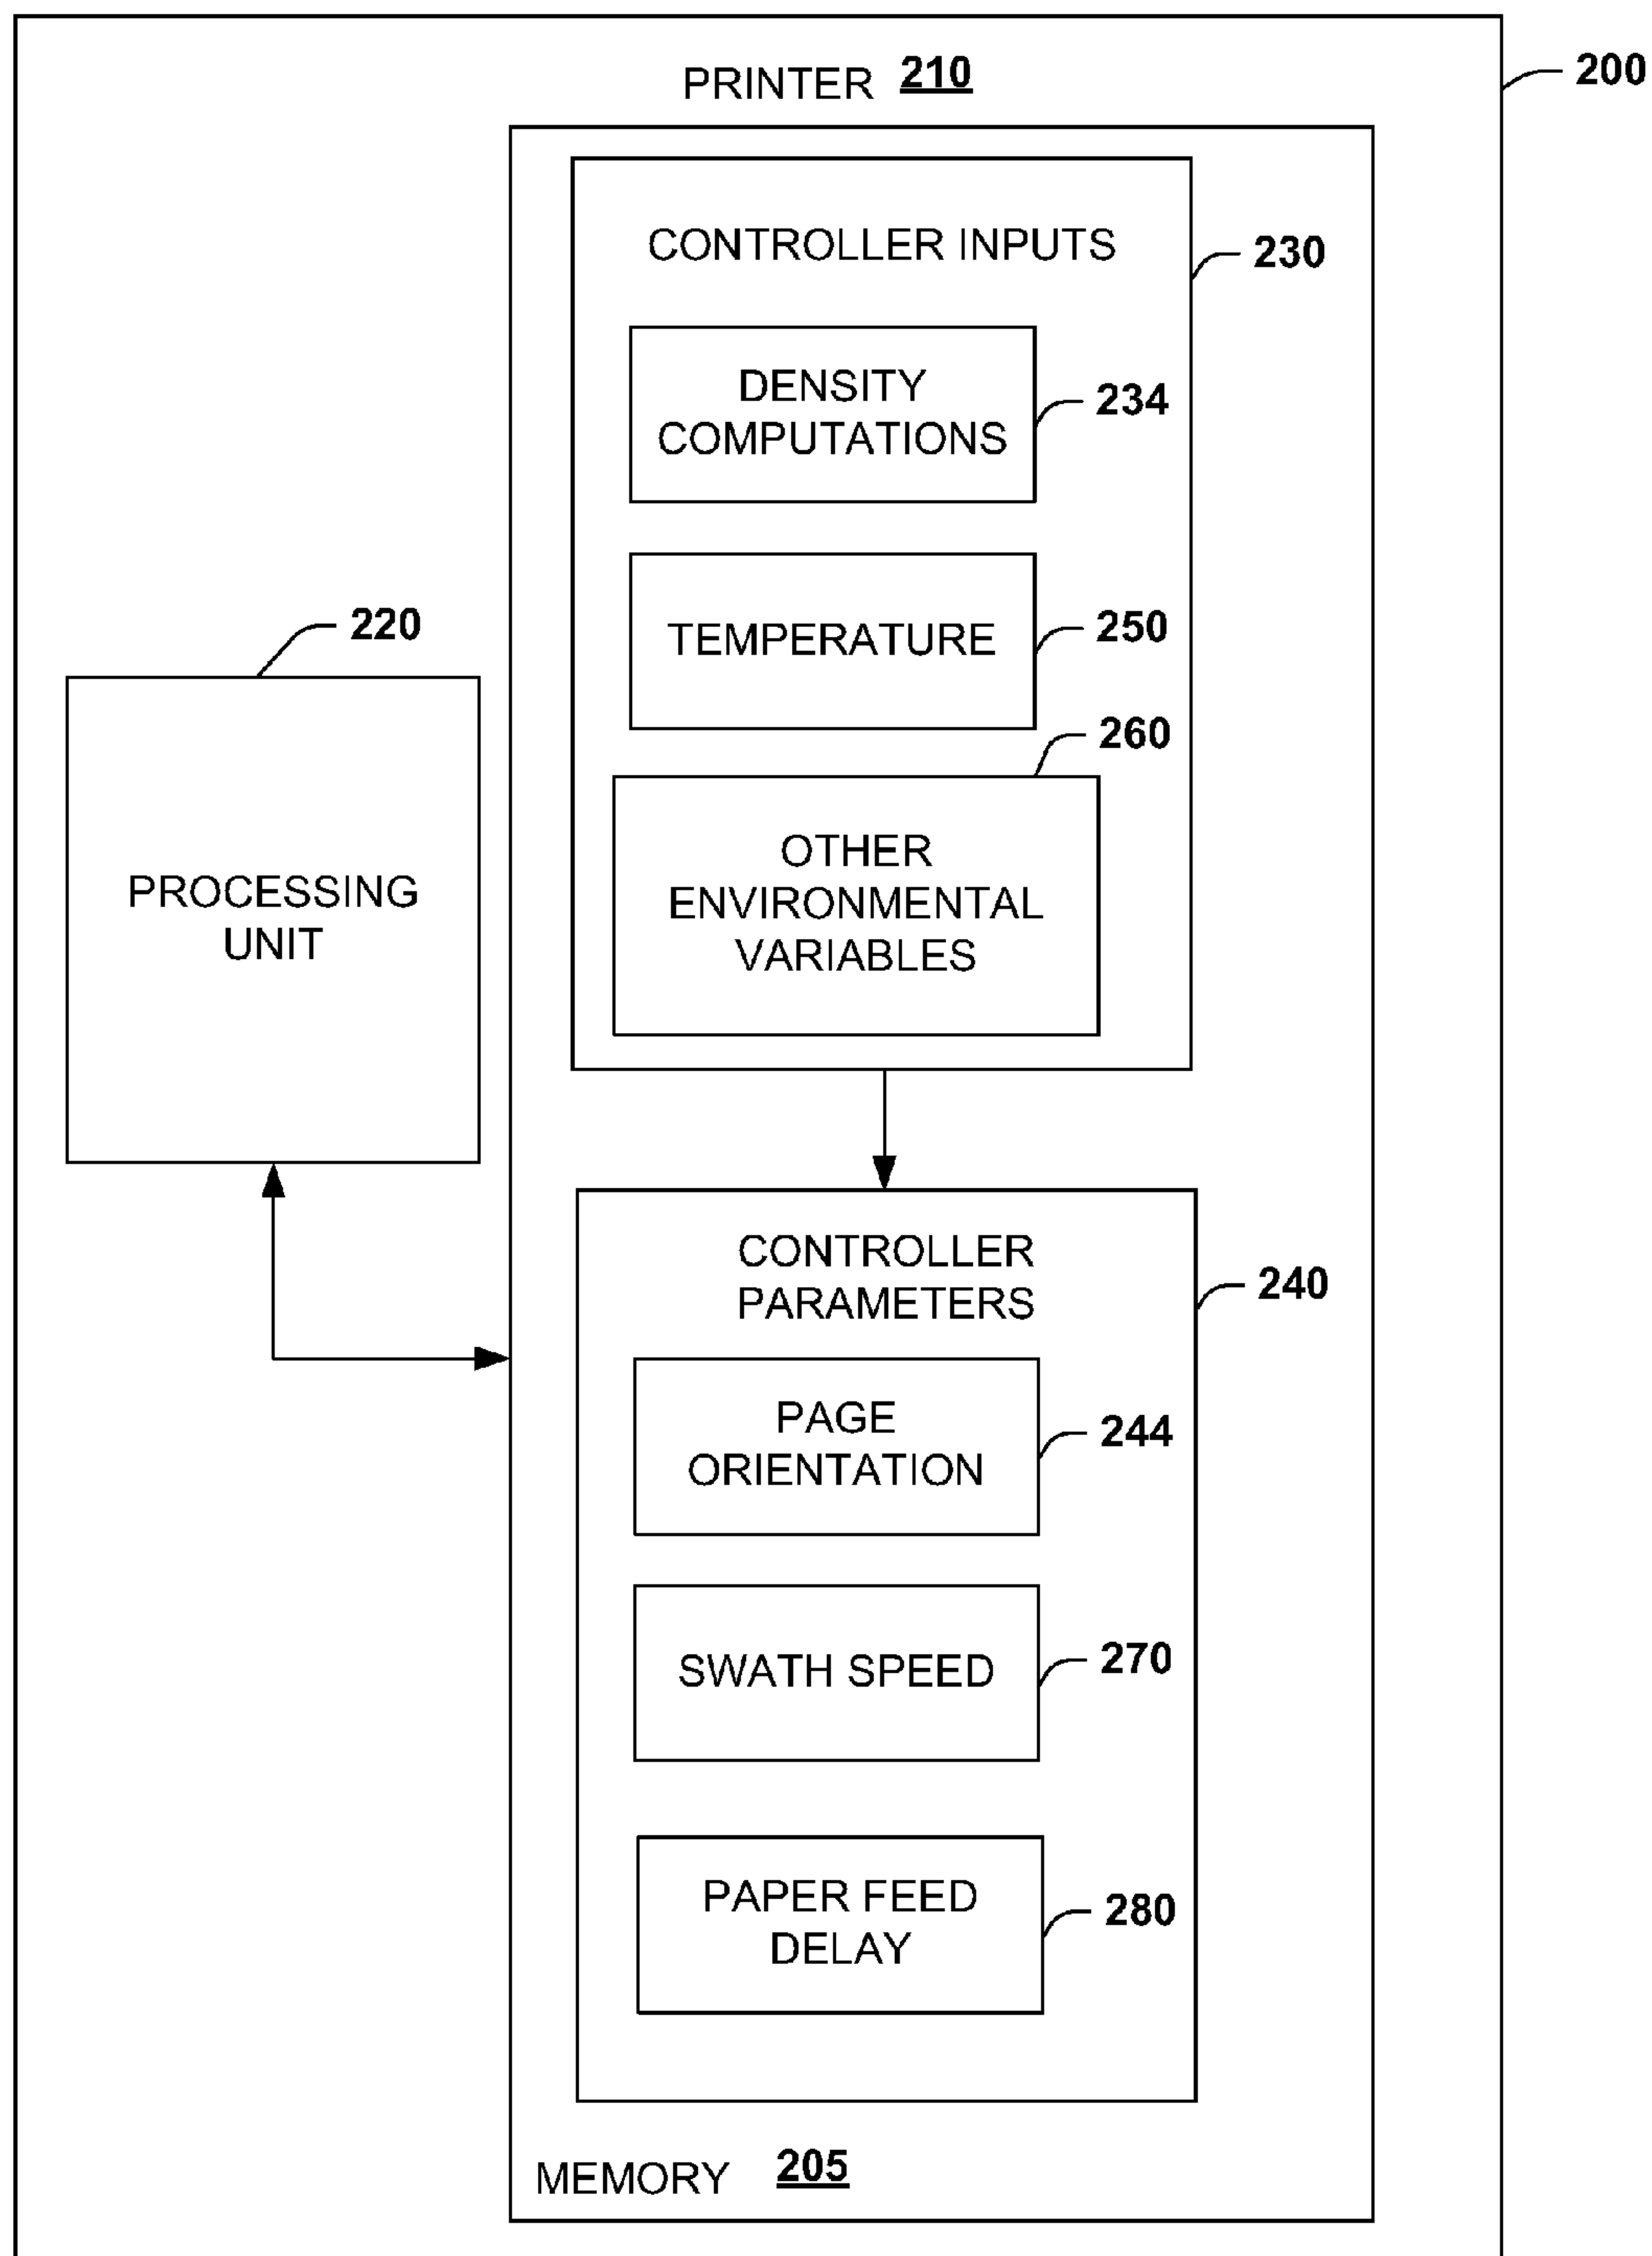 PRINTER 210
200
CONTROLLER INPUTS
230
DENSITY
COMPUTATIONS
234
TEMPERATURE
250
260
OTHER
ENVIRONMENTAL
VARIABLES
220
PROCESSING
UNIT
CONTROLLER
PARAMETERS
240
PAGE
ORIENTATION
244
SWATH SPEED
270
PAPER FEED
DELAY
280
MEMORY 205